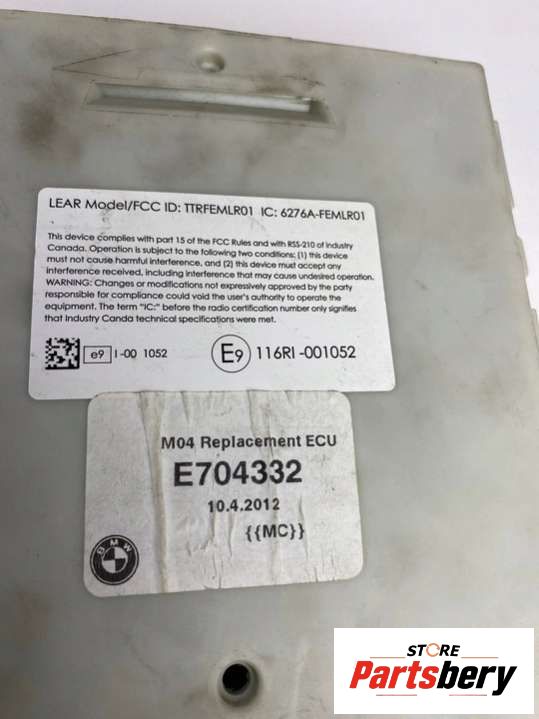 LEAR Model/FCC ID: TTRFEMLR01 IC: 6276A-FEMLR01
This device complies with part 15 of the FCC Rules and with RSS-210 of Industry
Canada. Operation is subject to the following two conditions: (1) this device
must not cause harmful interference, and (2) this device must accept any
interference received, including interference that may cause undesired operation.
WARNING: Changes or modifications not expressively approved by the party
responsible for compliance could void the user's authority to operate the
equipment. The term "IC:" before the radio certification number only signifies
that Industry Canda technical specifications were met.
e9 I-00 1052 E9 116RI-001052
M04 Replacement ECU
E704332
10.4.2012
{{MC}}
BMW
STORE
Partsbery